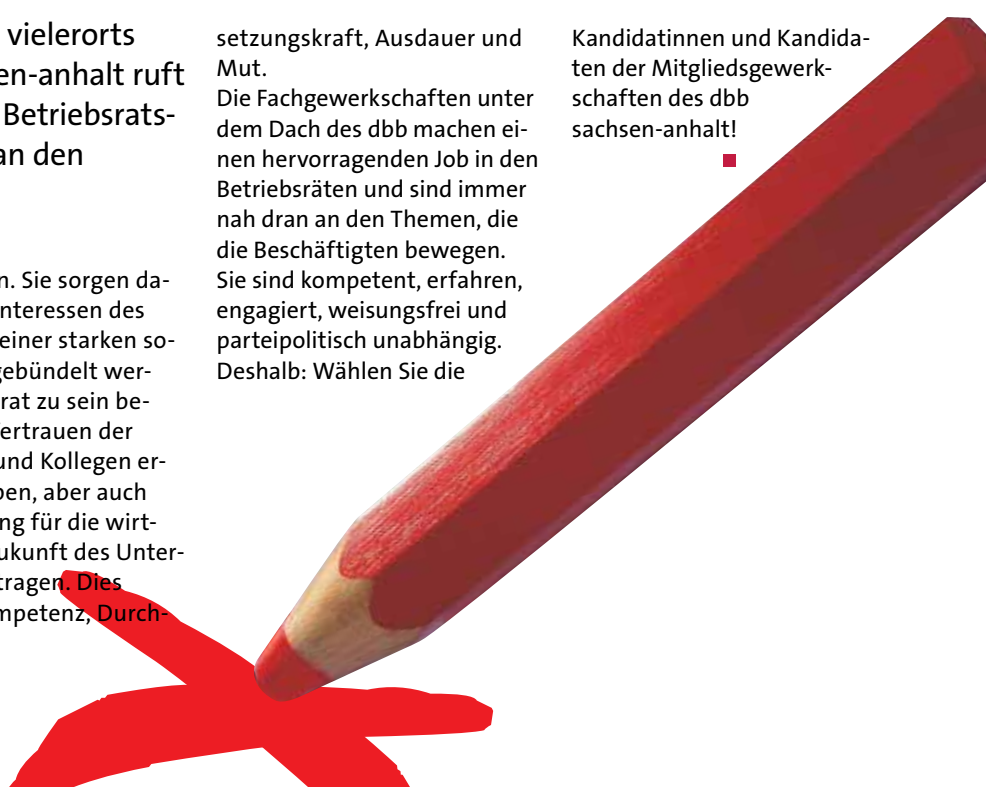 vielerorts
en-anhalt ruft
Betriebsrats-
an den
n. Sie sorgen da-
nteressen des
einer starken so-
gebündelt wer-
rat zu sein be-
ertrauen der
und Kollegen er-
ben, aber auch
ng für die wirt-
ukunft des Unter-
tragen. Dies
mpetenz, Durch-
setzungskraft, Ausdauer und
Mut.
Die Fachgewerkschaften unter
dem Dach des dbb machen ei-
nen hervorragenden Job in den
Betriebsräten und sind immer
nah dran an den Themen, die
die Beschäftigten bewegen.
Sie sind kompetent, erfahren,
engagiert, weisungsfrei und
parteipolitisch unabhängig.
Deshalb: Wählen Sie die
Kandidatinnen und Kandida-
ten der Mitgliedsgewerk-
schaften des dbb
sachsen-anhalt!